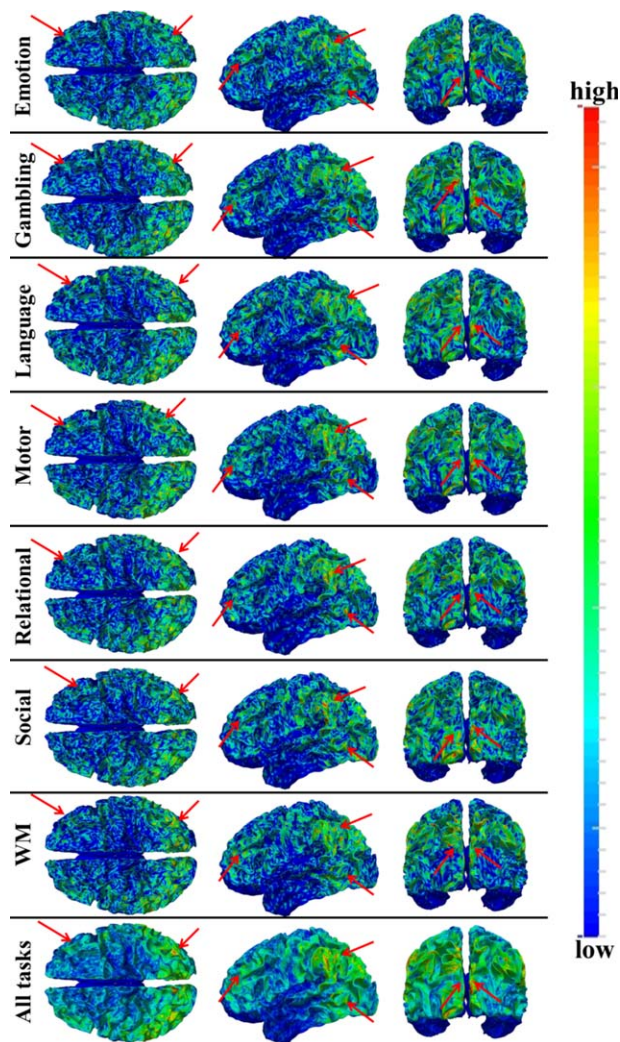 Emotion
Gambling
Language
Motor
Relational
Social
WM
All tasks
high
low